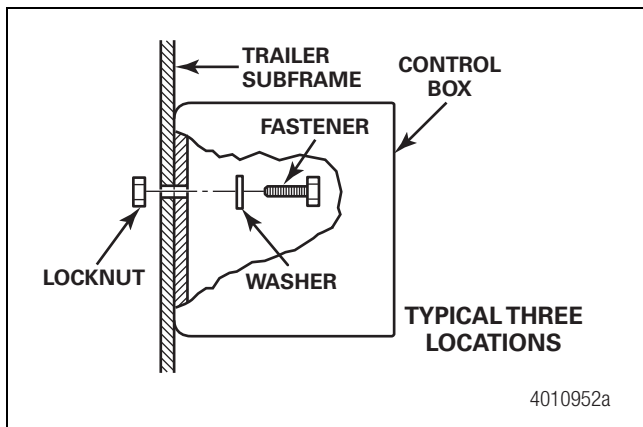 TRAILER
SUBFRAME
CONTROL
BOX
FASTENER
LOCKNUT
WASHER
TYPICAL THREE
LOCATIONS
4010952a